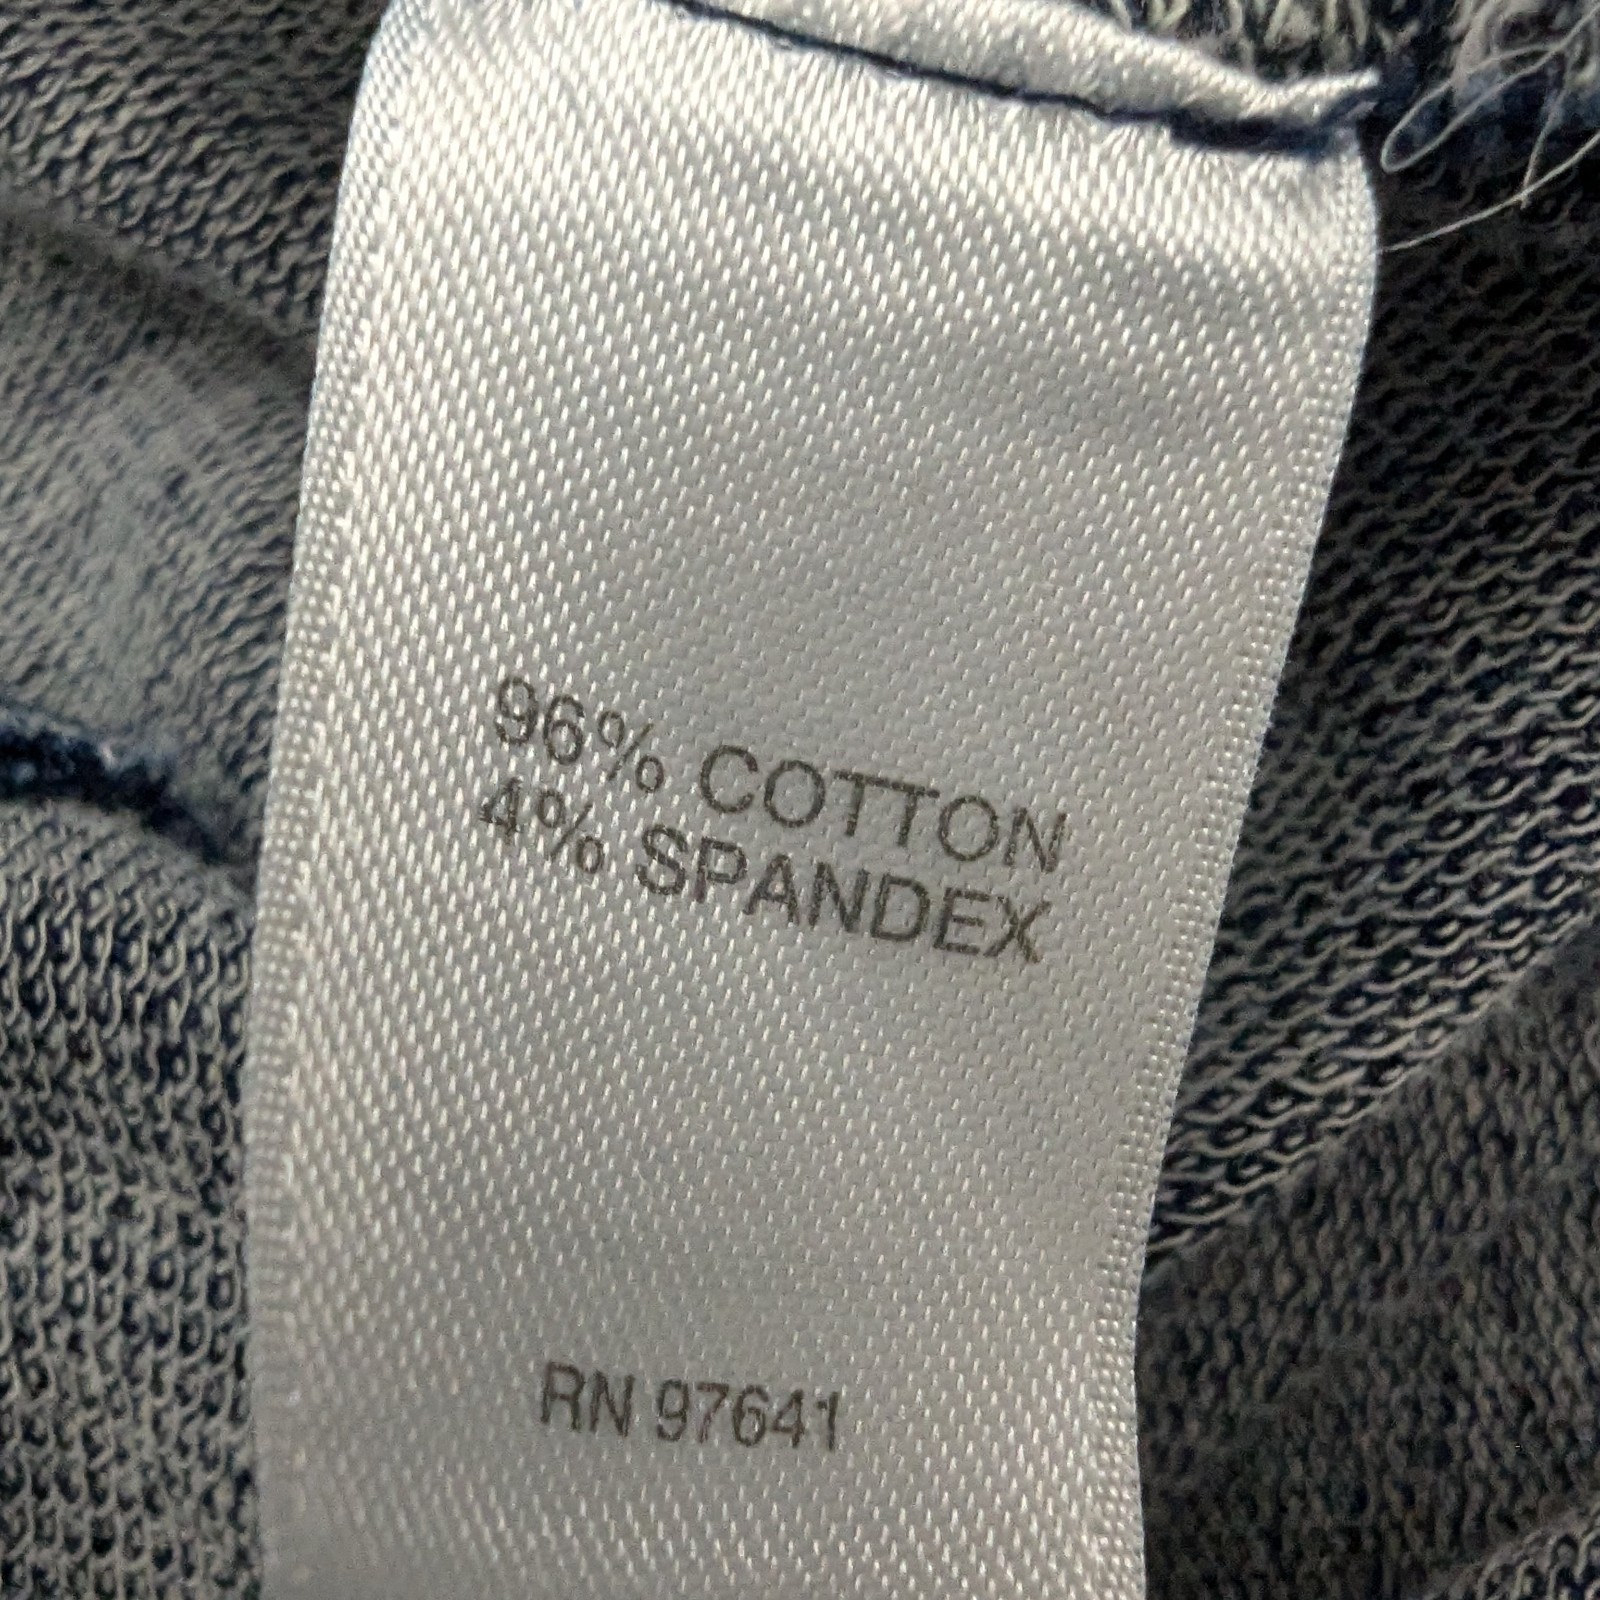 96% COTTON
4% SPANDEX
RN 97641